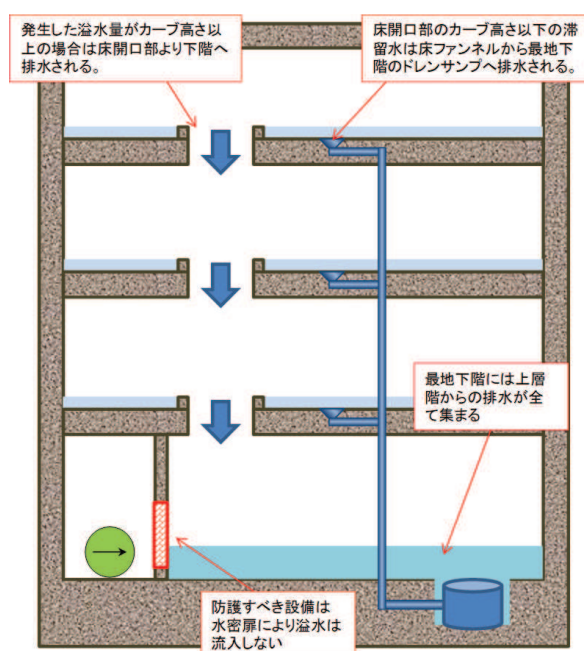 発生した溢水量がカーブ高さ以
上の場合は床開口部より下階へ
排水される。
床開口部のカーブ高さ以下の滞
留水は床ファンネルから最地下
階のドレンサンプへ排水される。
最地下階には上層
階からの排水が全
て集まる
防護すべき設備は
水密扉により溢水は
流入しない